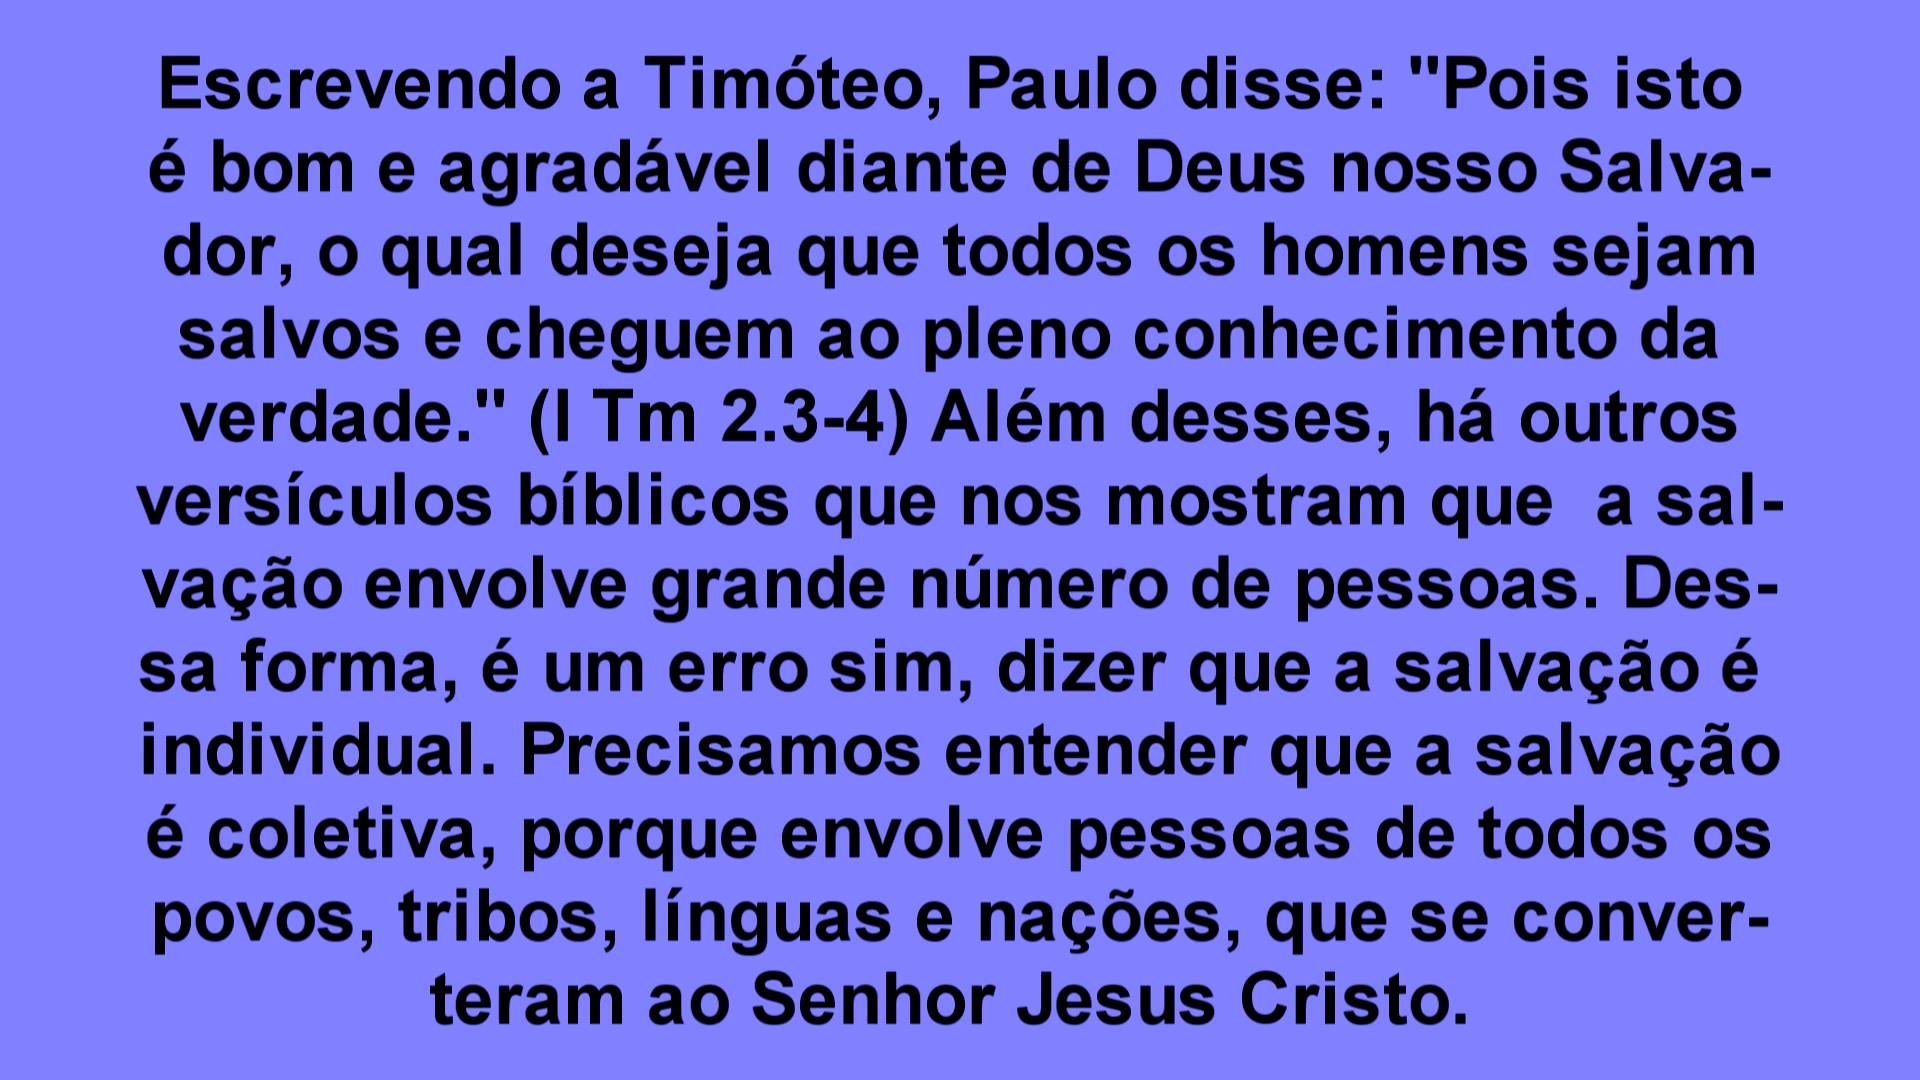 Escrevendo a Timóteo, Paulo disse: "Pois isto
é bom e agradável diante de Deus nosso Salva-
dor, o qual deseja que todos os homens sejam
salvos e cheguem ao pleno conhecimento da
verdade." (I Tm 2.3-4) Além desses, há outros
versículos bíblicos que nos mostram que  a sal-
vação envolve grande número de pessoas. Des-
sa forma, é um erro sim, dizer que a salvação é
individual. Precisamos entender que a salvação
é coletiva, porque envolve pessoas de todos os
povos, tribos, línguas e nações, que se conver-
teram ao Senhor Jesus Cristo.